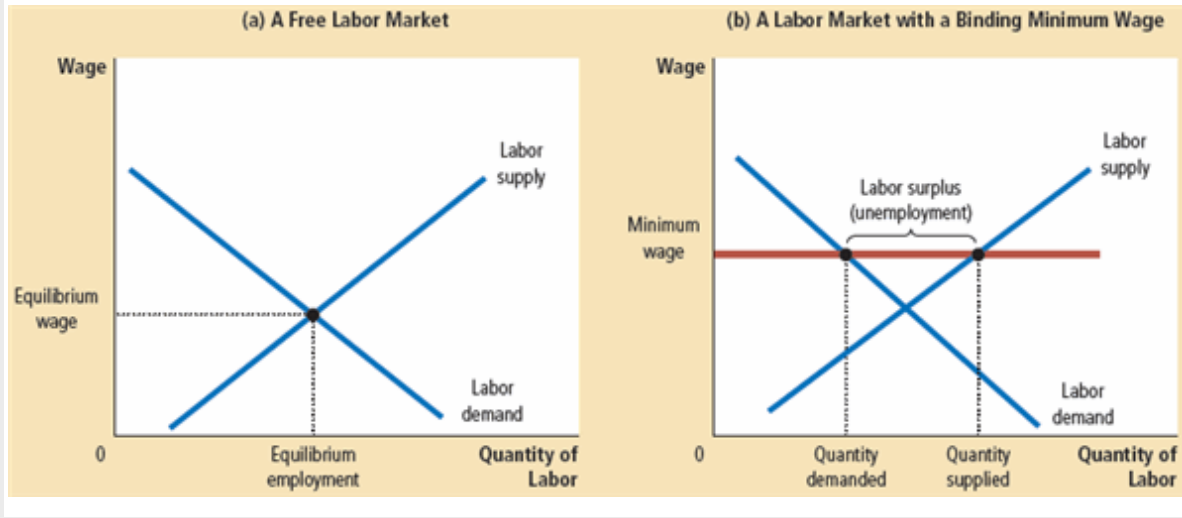 (a) A Free Labor Market
Wage
Labor
supply
Equilibrium
wage
Labor
demand
0
Equilibrium
employment
Quantity of
Labor
(b) A Labor Market with a Binding Minimum Wage
Wage
Labor
supply
Labor surplus
(unemployment)
Minimum
wage
Labor
demand
0
Quantity
demanded
Quantity
supplied
Quantity of
Labor